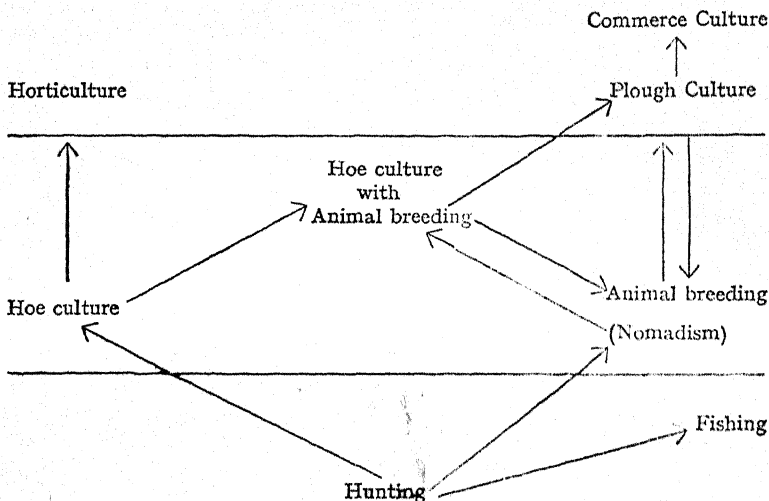 Commerce Culture
Horticulture
Plough Culture
Hoe culture
with
Animal breeding
Hoe culture
Animal breeding
(Nomadism)
Fishing
Hunting